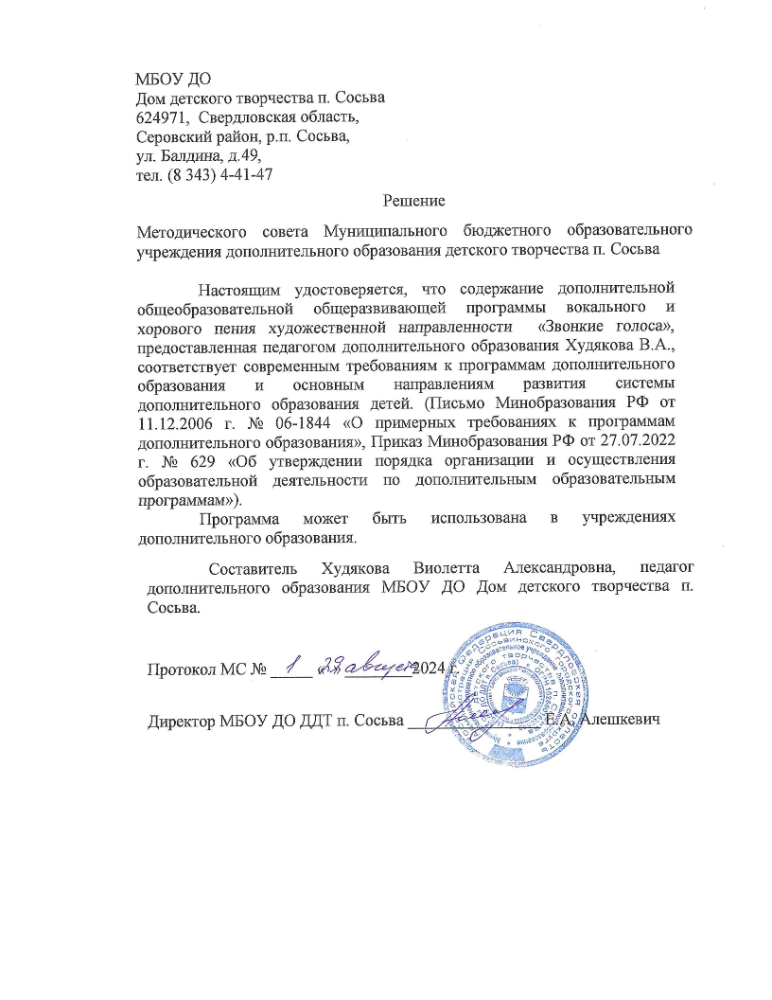 МБОУ ДО
Дом детского творчества п. Сосьва
624971, Свердловская область,
Серовский район, р.п. Сосьва,
ул. Балдина, д.49,
тел. (8 343) 4-41-47
Решение
Методического совета Муниципального бюджетного образовательного
учреждения дополнительного образования детского творчества п. Сосьва
Настоящим удостоверяется, что содержание дополнительной
общеобразовательной общеразвивающей программы вокального и
хорового пения художественной направленности «Звонкие голоса»,
предоставленная педагогом дополнительного образования Худякова В.А.,
соответствует современным требованиям к программам дополнительного
образования и основным направлениям развития системы
дополнительного образования детей. (Письмо Минобразования РФ от
11.12.2006 г. № 06-1844 «О примерных требованиях к программам
дополнительного образования», Приказ Минобразования РФ от 27.07.2022
г. № 629 «Об утверждении порядка организации и осуществления
образовательной деятельности по дополнительным образовательным
программам»).
Программа может быть использована в учреждениях
дополнительного образования.
Составитель Худякова Виолетта Александровна, педагог
дополнительного образования МБОУ ДО Дом детского творчества п.
Сосьва.
Протокол МС № 1 «29» августа 2024 г.
Директор МБОУ ДО ДДТ п. Сосьва Е.А. Алешкевич